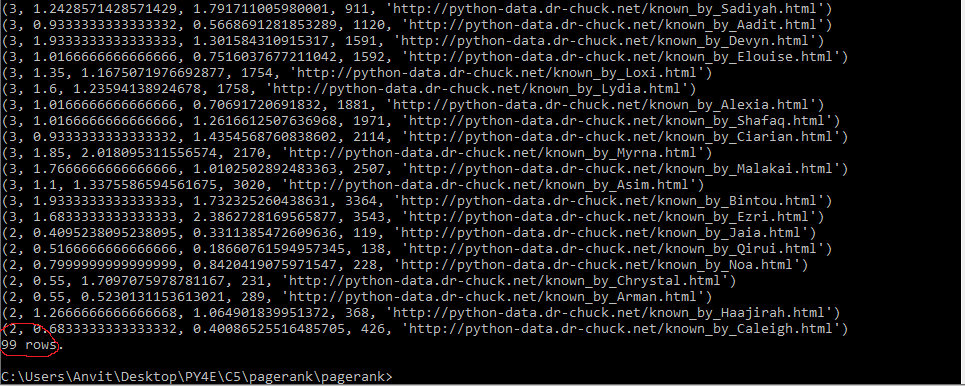 (3, 1.2428571428571429, 1.791711005980001, 911, 'http://python-data.dr-chuck.net/known_by_Sadiyah.html')
(3, 0.9333333333333332, 0.5668691281853289, 1120, 'http://python-data.dr-chuck.net/known_by_Aadit.html')
(3, 1.9333333333333333, 1.301584310915317, 1591, 'http://python-data.dr-chuck.net/known_by_Devyn.html')
(3, 1.0166666666666666, 0.7516037677211042, 1592, 'http://python-data.dr-chuck.net/known_by_Elouise.html')
(3, 1.35, 1.1675071976692877, 1754, 'http://python-data.dr-chuck.net/known_by_Loxi.html')
(3, 1.6, 1.23594138924678, 1758, 'http://python-data.dr-chuck.net/known_by_Lydia.html')
(3, 1.0166666666666666, 0.70691720691832, 1881, 'http://python-data.dr-chuck.net/known_by_Alexia.html')
(3, 1.0166666666666666, 1.2616612507636968, 1971, 'http://python-data.dr-chuck.net/known_by_Shafaq.html')
(3, 0.9333333333333332, 1.4354568760838602, 2114, 'http://python-data.dr-chuck.net/known_by_Ciarian.html')
(3, 1.85, 2.018095311556574, 2170, 'http://python-data.dr-chuck.net/known_by_Myrna.html')
(3, 1.7666666666666666, 1.0102502892483363, 2507, 'http://python-data.dr-chuck.net/known_by_Malakai.html')
(3, 1.1, 1.3375586594561675, 3020, 'http://python-data.dr-chuck.net/known_by_Asim.html')
(3, 1.9333333333333333, 1.732325260438631, 3364, 'http://python-data.dr-chuck.net/known_by_Bintou.html')
(3, 1.6833333333333333, 2.3862728169565877, 3543, 'http://python-data.dr-chuck.net/known_by_Ezri.html')
(2, 0.4095238095238095, 0.3311385472609636, 119, 'http://python-data.dr-chuck.net/known_by_Jaia.html')
(2, 0.5166666666666666, 0.18660761594957345, 138, 'http://python-data.dr-chuck.net/known_by_Qirui.html')
(2, 0.7999999999999999, 0.8420419075971547, 228, 'http://python-data.dr-chuck.net/known_by_Noa.html')
(2, 0.55, 1.7097075978781167, 231, 'http://python-data.dr-chuck.net/known_by_Chrystal.html')
(2, 0.55, 0.5230131153613021, 289, 'http://python-data.dr-chuck.net/known_by_Arman.html')
(2, 1.2666666666666668, 1.064901839951372, 368, 'http://python-data.dr-chuck.net/known_by_Haajirah.html')
(2, 0.6833333333333332, 0.40086525516485705, 426, 'http://python-data.dr-chuck.net/known_by_Caleigh.html')
99 rows.
C:\Users\Anvit\Desktop\PY4E\C5\pagerank\pagerank>